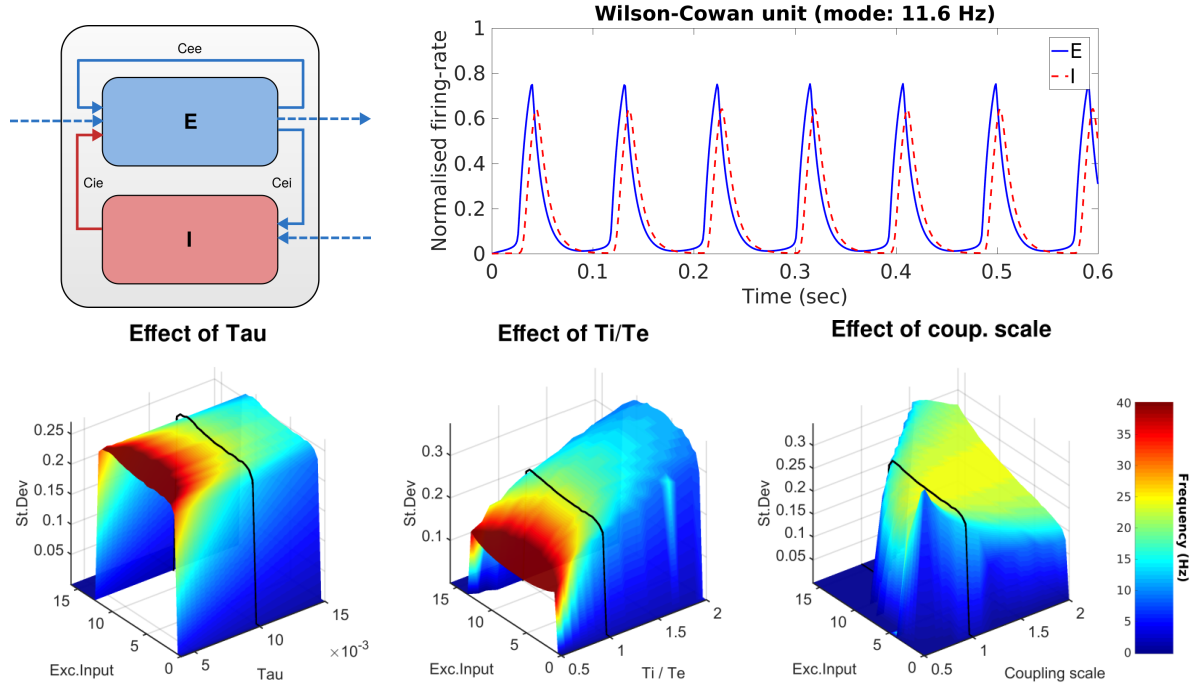 Cee
E
Cie
Cei
I
Wilson-Cowan unit (mode: 11.6 Hz)
Normalised firing-rate
1
0.8
0.6
0.4
0.2
0
E
I
0 0.1 0.2 0.3 0.4 0.5 0.6
Time (sec)
Effect of Tau
St.Dev
0.25
0.2
0.15
0.1
0.05
15
10
5
0
Exc.Input
5
10
15
×10⁻³
Tau
Effect of Ti/Te
St.Dev
0.3
0.2
0.1
15
10
5
0
Exc.Input
0.5
1
1.5
2
Ti / Te
Effect of coup. scale
St.Dev
0.3
0.25
0.2
0.15
0.1
0.05
15
10
5
0
Exc.Input
0.5
1
1.5
2
Coupling scale
40
35
30
25
20
15
10
5
0
Frequency (Hz)